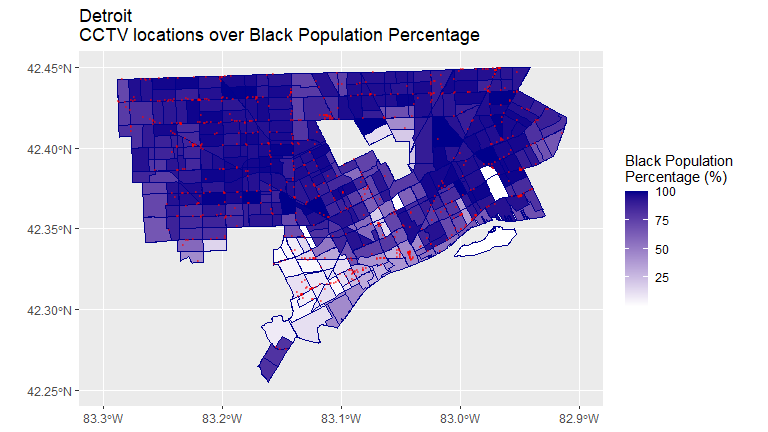 Detroit
CCTV locations over Black Population Percentage
42.45°N
42.40°N
42.35°N
42.30°N
42.25°N
83.3°W
83.2°W
83.1°W
83.0°W
82.9°W
Black Population
Percentage (%)
100
75
50
25